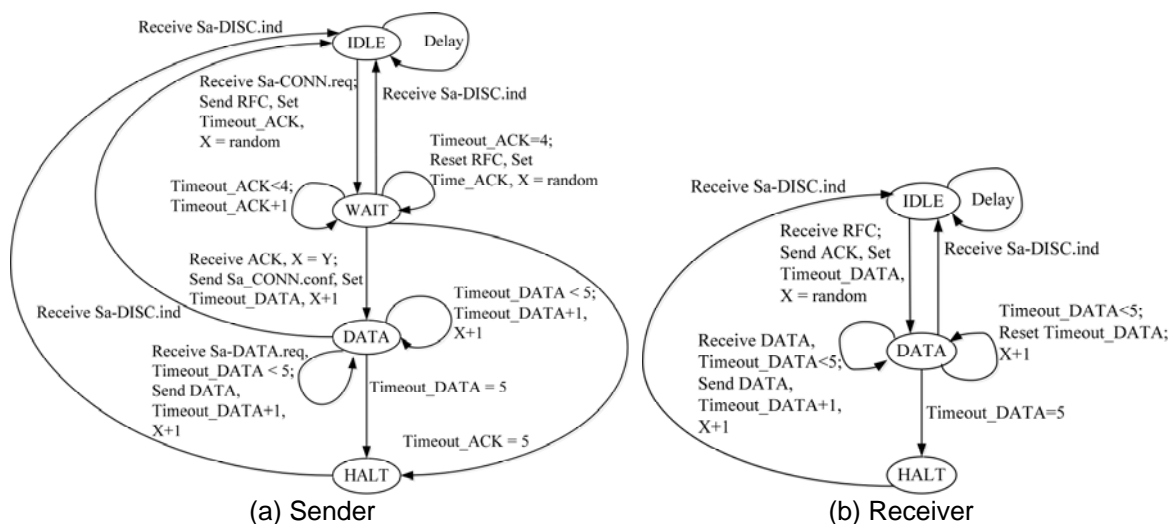 Receive Sa-DISC.ind
IDLE
Delay
Receive Sa-CONN.req;
Send RFC, Set
Timeout_ACK,
X = random
Receive Sa-DISC.ind
Timeout_ACK=4;
Reset RFC, Set
Time_ACK, X = random
Timeout_ACK<4;
Timeout_ACK+1
WAIT
Receive ACK, X = Y;
Send Sa_CONN.conf, Set
Timeout_DATA, X+1
Receive Sa-DISC.ind
Timeout_DATA < 5;
Timeout_DATA+1,
X+1
DATA
Receive Sa-DATA.req,
Timeout_DATA < 5;
Send DATA,
Timeout_DATA+1,
X+1
Timeout_DATA = 5
Timeout_ACK = 5
HALT
(a) Sender
Receive Sa-DISC.ind
IDLE
Delay
Receive RFC;
Send ACK, Set
Timeout_DATA,
X = random
Receive Sa-DISC.ind
Timeout_DATA<5;
Reset Timeout_DATA;
X+1
Receive DATA,
Timeout_DATA<5;
Send DATA,
Timeout_DATA+1,
X+1
DATA
Timeout_DATA=5
HALT
(b) Receiver